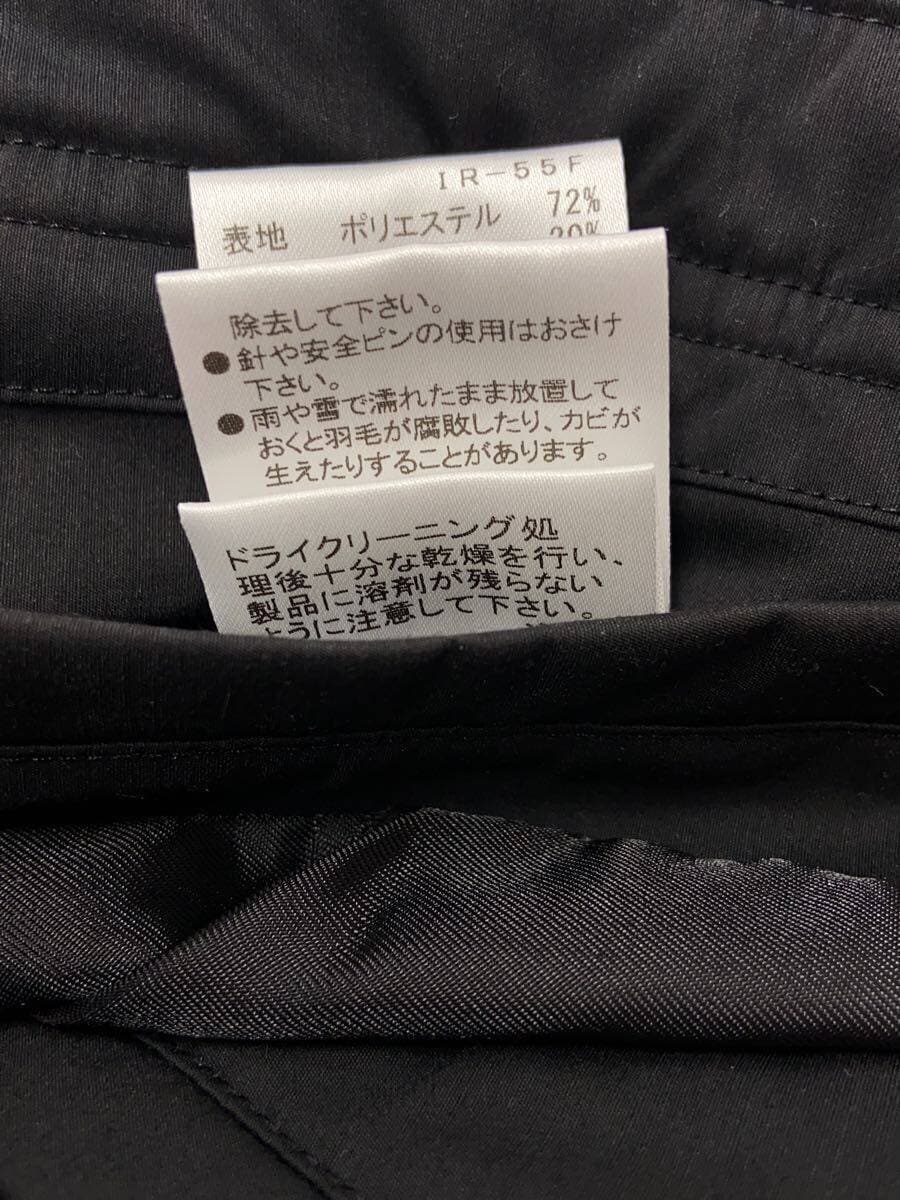 IR-55F
表地 ポリエステル 72%
除去して下さい。
●針や安全ピンの使用はおさけ
下さい。
●雨や雪で濡れたまま放置して
おくと羽毛が腐敗したり、カビが
生えたりすることがあります。
ドライクリーニング処
理後十分な乾燥を行い、
製品に溶剤が残らない
ように注意して下さい。